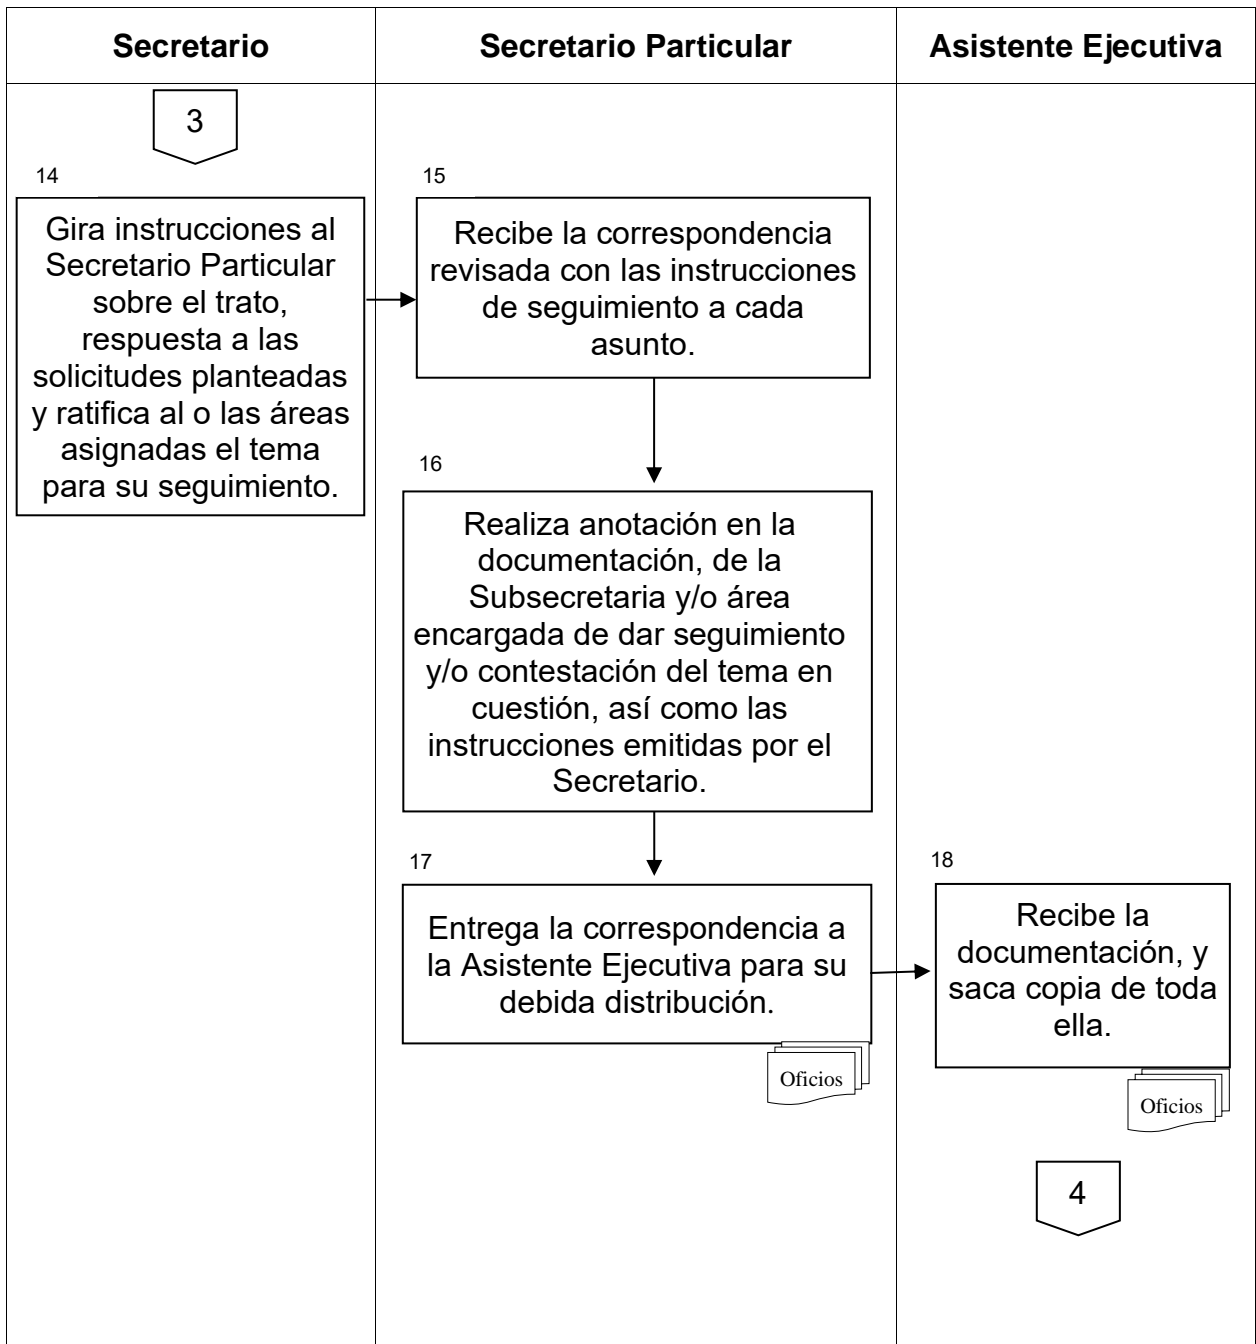 Secretario
Secretario Particular
Asistente Ejecutiva
3
14
Gira instrucciones al
Secretario Particular
sobre el trato,
respuesta a las
solicitudes planteadas
y ratifica al o las áreas
asignadas el tema
para su seguimiento.
15
Recibe la correspondencia
revisada con las instrucciones
de seguimiento a cada
asunto.
16
Realiza anotación en la
documentación, de la
Subsecretaria y/o área
encargada de dar seguimiento
y/o contestación del tema en
cuestión, así como las
instrucciones emitidas por el
Secretario.
17
Entrega la correspondencia a
la Asistente Ejecutiva para su
debida distribución.
Oficios
18
Recibe la
documentación, y
saca copia de toda
ella.
Oficios
4